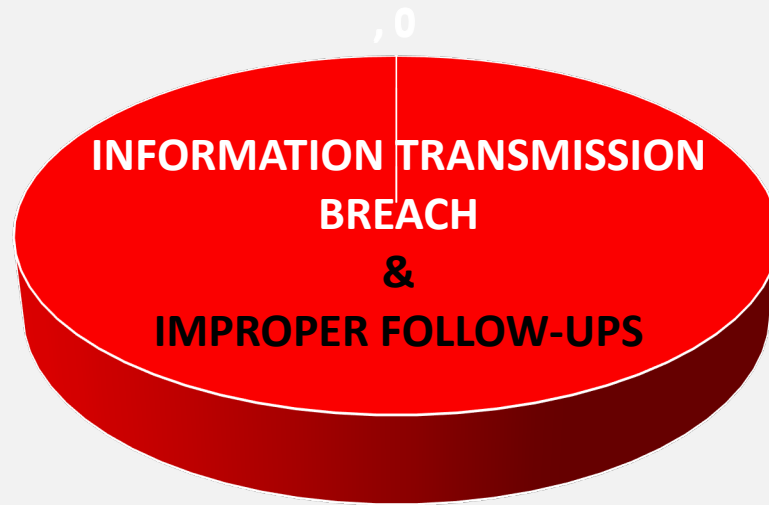 , 0
INFORMATION TRANSMISSION
BREACH
&
IMPROPER FOLLOW-UPS